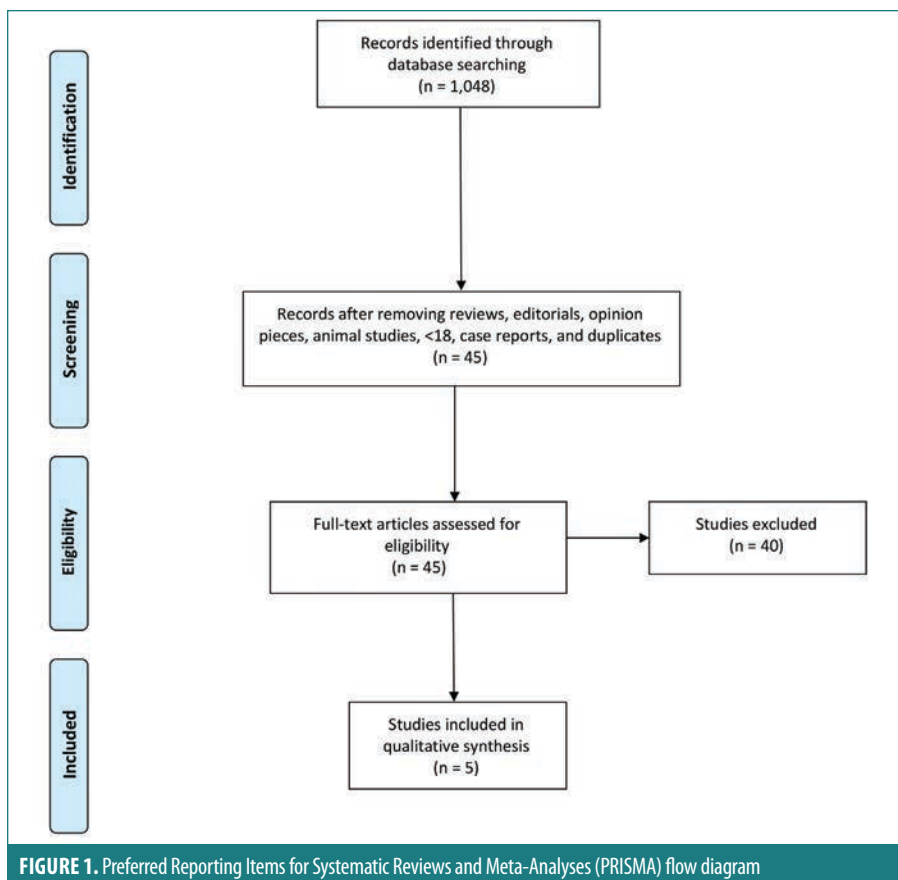 Identification
Records identified through
database searching
(n = 1,048)
Screening
Records after removing reviews, editorials, opinion
pieces, animal studies, <18, case reports, and duplicates
(n = 45)
Eligibility
Full-text articles assessed for
eligibility
(n = 45)
Studies excluded
(n = 40)
Included
Studies included in
qualitative synthesis
(n = 5)
FIGURE 1. Preferred Reporting Items for Systematic Reviews and Meta-Analyses (PRISMA) flow diagram